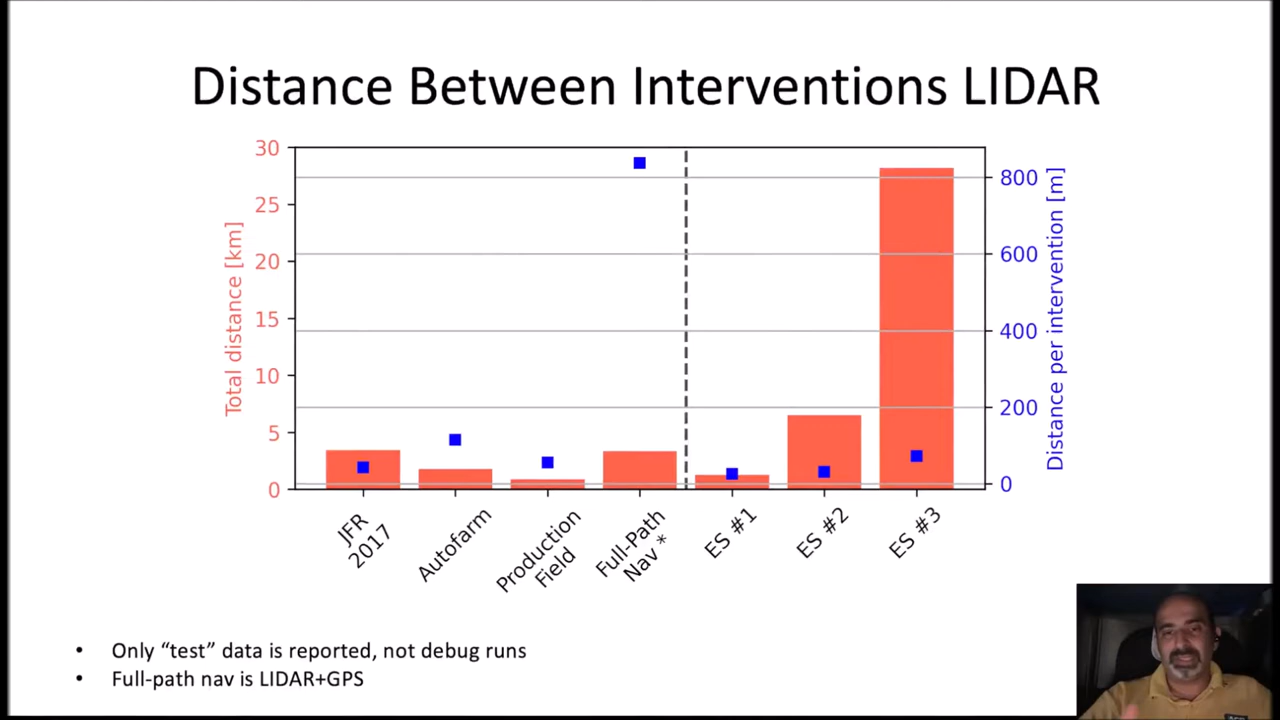 Distance Between Interventions LIDAR
30
25
20
15
10
5
0
Total distance [km]
800
600
400
200
0
Distance per intervention [m]
JFR
2017
Autofarm
Production
Field
Full-Path
Nav *
ES #1
ES #2
ES #3
• Only “test” data is reported, not debug runs
• Full-path nav is LIDAR+GPS